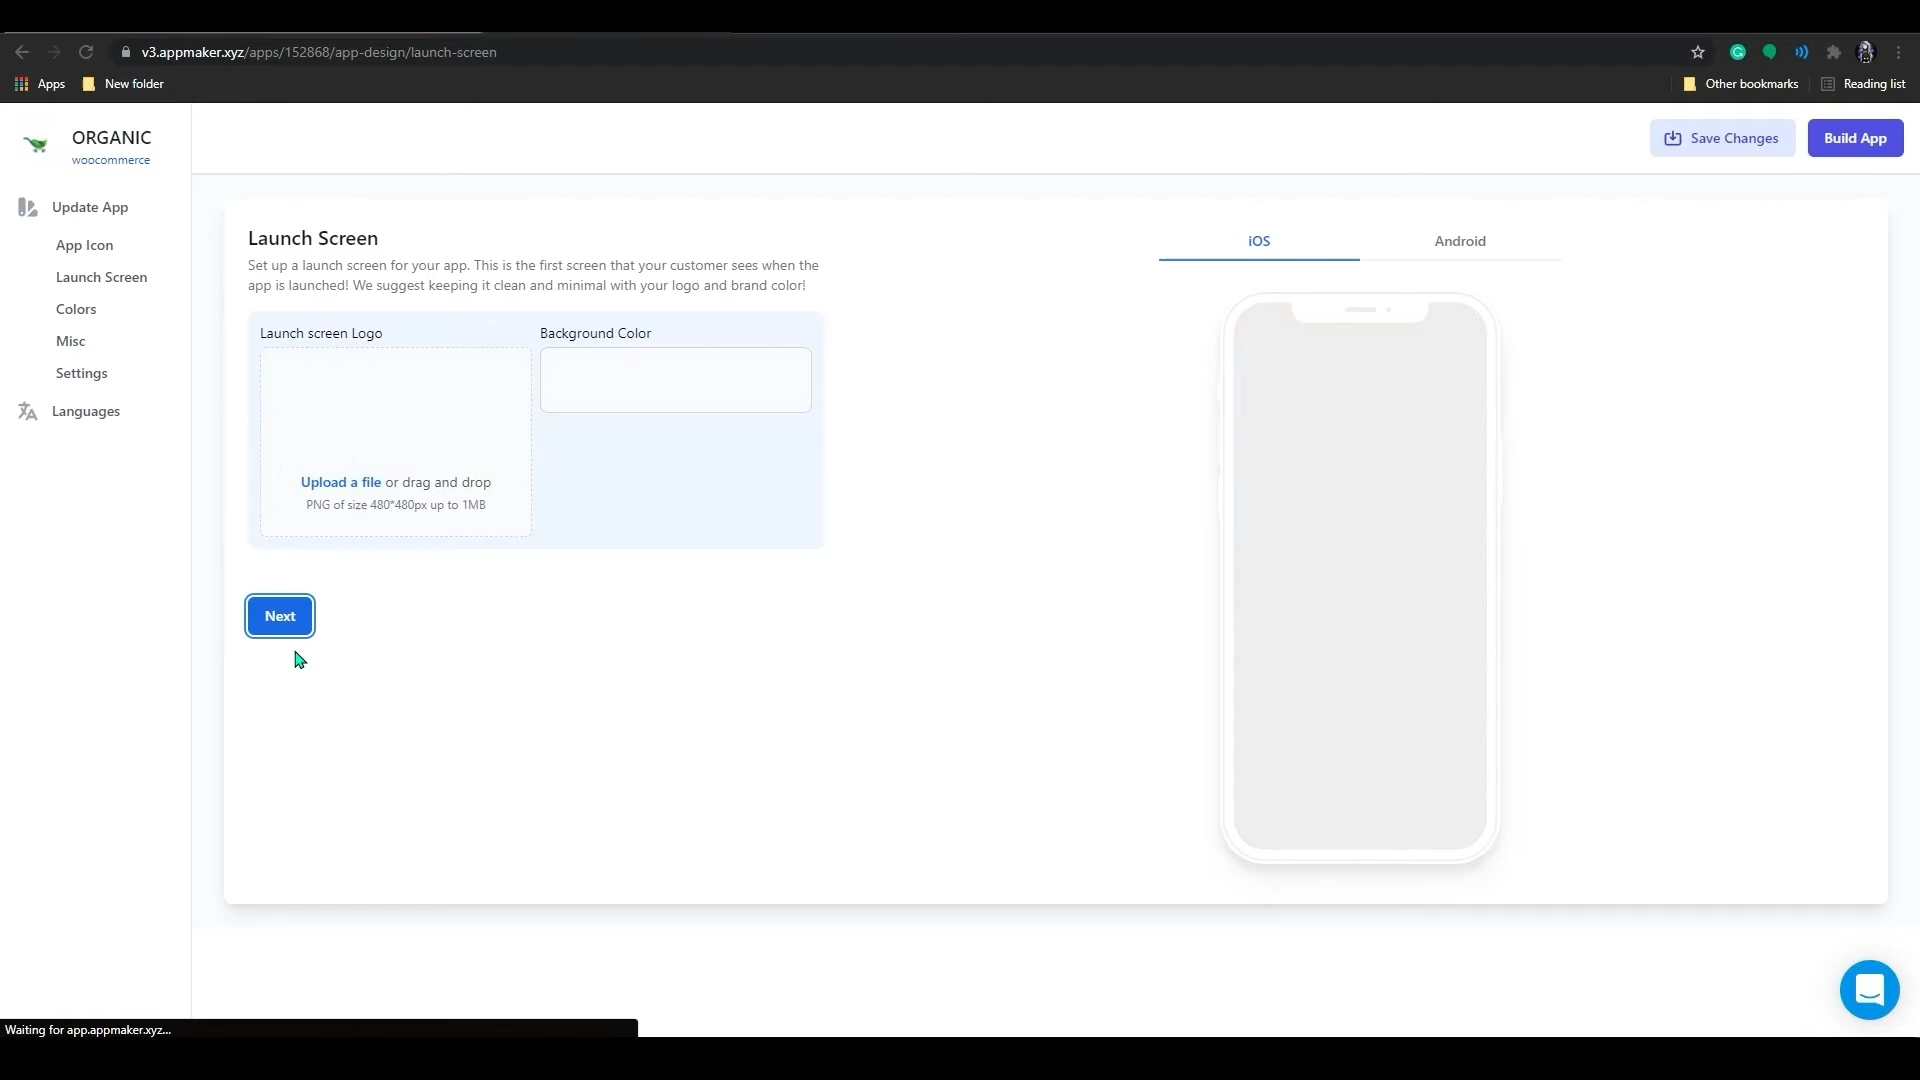 v3.appmaker.xyz/apps/152868/app-design/launch-screen
Apps
New folder
Other bookmarks
Reading list
ORGANIC
woocommerce
Save Changes
Build App
Update App
App Icon
Launch Screen
Colors
Misc
Settings
Languages
Launch Screen
Set up a launch screen for your app. This is the first screen that your customer sees when the
app is launched! We suggest keeping it clean and minimal with your logo and brand color!
Launch screen Logo
Background Color
Upload a file or drag and drop
PNG of size 480*480px up to 1MB
Next
iOS
Android
Waiting for app.appmaker.xyz...